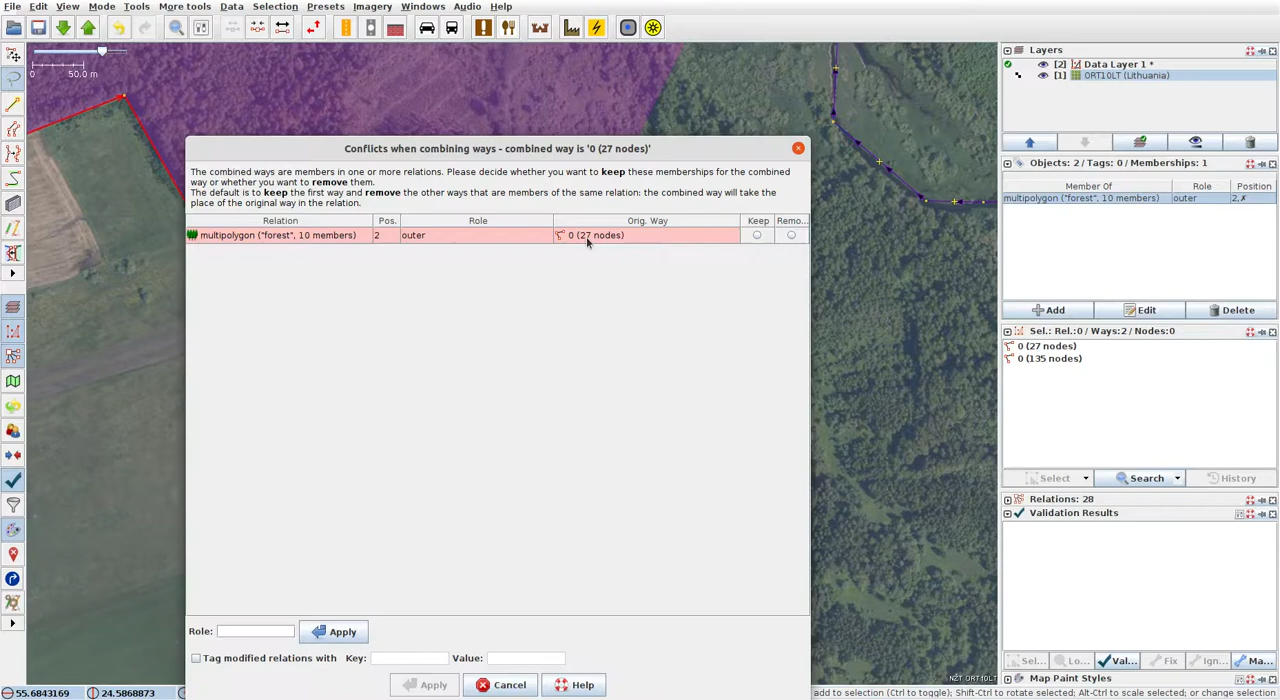 File Edit View Mode Tools More tools Data Selection Presets Imagery Windows Audio Help
0 50.0 m
Conflicts when combining ways - combined way is '0 (27 nodes)'
The combined ways are members in one or more relations. Please decide whether you want to keep these memberships for the combined
way or whether you want to remove them.
The default is to keep the first way and remove the other ways that are members of the same relation: the combined way will take the
place of the original way in the relation.
Relation Pos. Role Orig. Way Keep Remo...
multipolygon ("forest", 10 members) 2 outer 0 (27 nodes)
Role: Apply
Tag modified relations with Key: Value:
Apply Cancel Help
Layers
[2] Data Layer 1 *
[1] ORT10LT (Lithuania)
Objects: 2 / Tags: 0 / Memberships: 1
Member Of Role Position
multipolygon ("forest", 10 members) outer 2,✗
Add Edit Delete
Sel.: Rel.:0 / Ways:2 / Nodes:0
0 (27 nodes)
0 (135 nodes)
Select Search History
Relations: 28
Validation Results
Sel... Lo... Val... Fix Ign... Ma...
Map Paint Styles
NŽT ORT10LT
55.6843169 24.5868873 add to selection (Ctrl to toggle); Shift-Ctrl to rotate selected; Alt-Ctrl to scale selected; or change selection